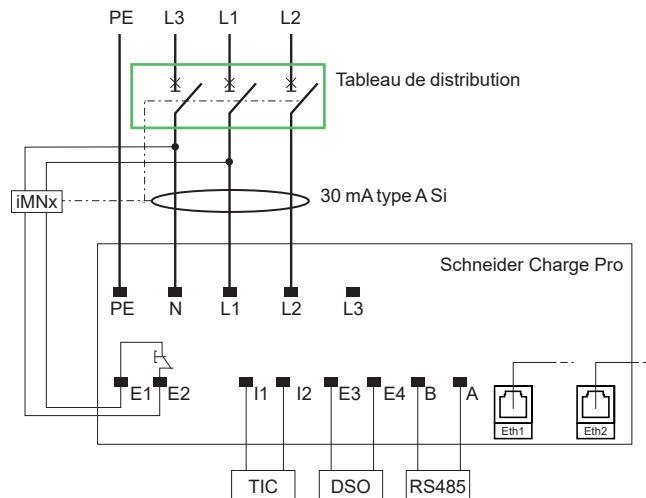 PE L3 L1 L2
Tableau de distribution
iMNx
30 mA type A Si
Schneider Charge Pro
PE N L1 L2 L3
E1 E2 I1 I2 E3 E4 B A
Eth1 Eth2
TIC DSO RS485